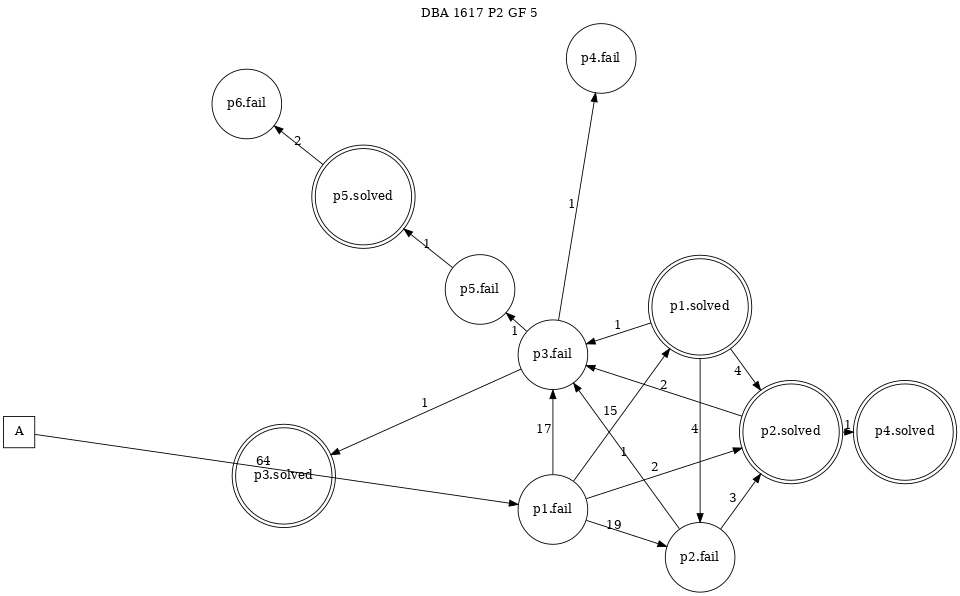 DBA 1617 P2 GF 5
p4.fail
p6.fail
2
p5.solved
1
1
p5.fail
p1.solved
1
1
p3.fail
4
2
1
15
A
17
4
p2.solved
1
p4.solved
1
64
p3.solved
2
3
p1.fail
19
p2.fail